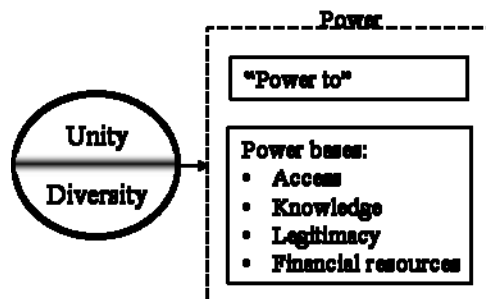 Power
"Power to"
Unity
Diversity
Power bases:
• Access
• Knowledge
• Legitimacy
• Financial resources